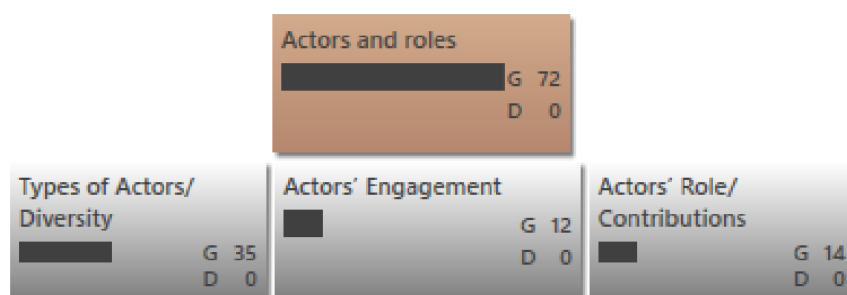 Actors and roles
G 72
D 0
Types of Actors/
Diversity
G 35
D 0
Actors´ Engagement
G 12
D 0
Actors´ Role/
Contributions
G 14
D 0